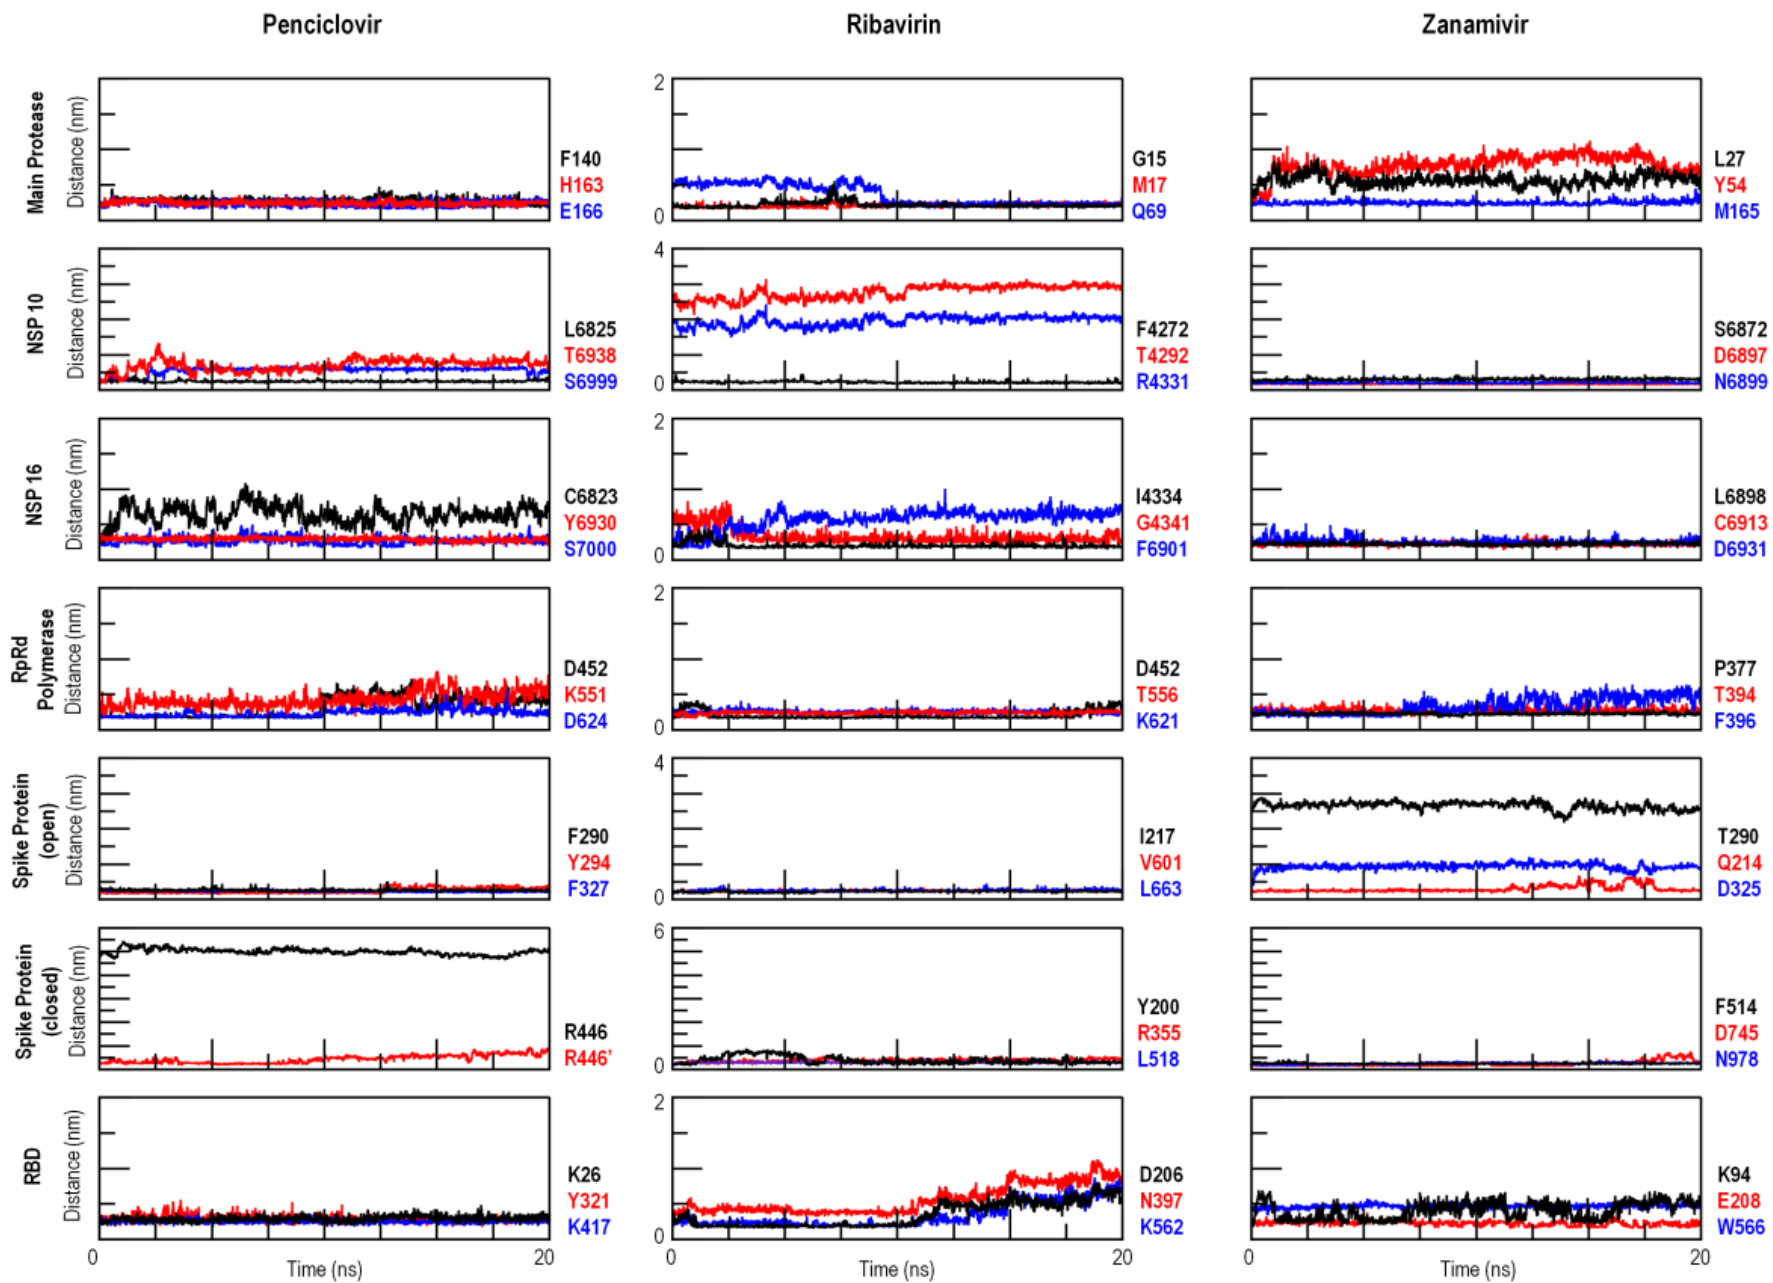 Penciclovir
Ribavirin
Zanamivir
Main Protease
Distance (nm)
F140
H163
E166
2
0
G15
M17
Q69
L27
Y54
M165
NSP 10
Distance (nm)
L6825
T6938
S6999
4
0
F4272
T4292
R4331
S6872
D6897
N6899
NSP 16
Distance (nm)
C6823
Y6930
S7000
2
0
I4334
G4341
F6901
L6898
C6913
D6931
RpRd
Polymerase
Distance (nm)
D452
K551
D624
2
0
D452
T556
K621
P377
T394
F396
Spike Protein
(open)
Distance (nm)
F290
Y294
F327
4
0
I217
V601
L663
T290
Q214
D325
Spike Protein
(closed)
Distance (nm)
R446
R446'
6
0
Y200
R355
L518
F514
D745
N978
RBD
Distance (nm)
K26
Y321
K417
2
0
D206
N397
K562
K94
E208
W566
0
20
Time (ns)
0
20
Time (ns)
0
20
Time (ns)